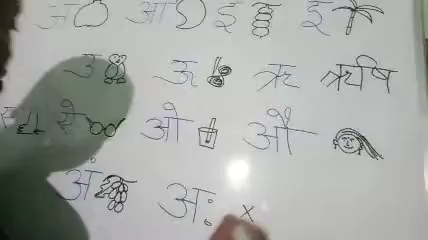 अ आ इ ई
उ ऊ ऋ ऋषि
ऐ ओ औ
अं अः x